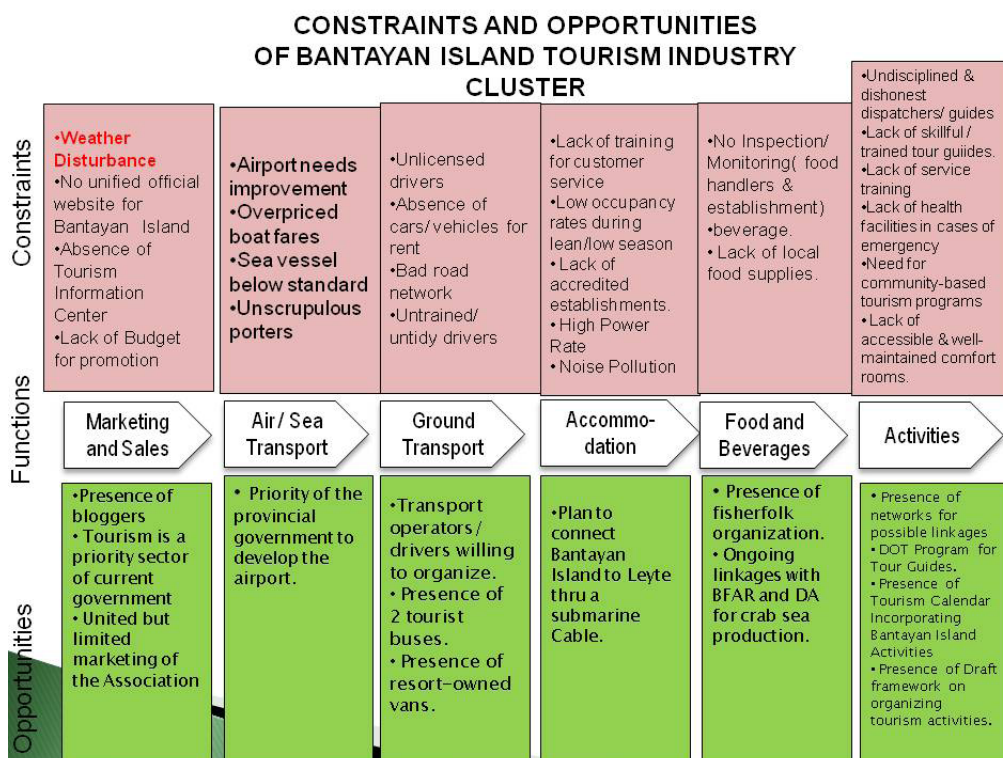 CONSTRAINTS AND OPPORTUNITIES
OF BANTAYAN ISLAND TOURISM INDUSTRY
CLUSTER
Constraints
•Weather
Disturbance
•No unified official
website for
Bantayan Island
•Absence of
Tourism
Information
Center
•Lack of Budget
for promotion
•Airport needs
improvement
•Overpriced
boat fares
•Sea vessel
below standard
•Unscrupulous
porters
•Unlicensed
drivers
•Absence of
cars/vehicles for
rent
•Bad road
network
•Untrained/
untidy drivers
•Lack of training
for customer
service
•Low occupancy
rates during
lean/low season
•Lack of
accredited
establishments.
•High Power
Rate
•Noise Pollution
•No Inspection/
Monitoring( food
handlers &
establishment)
•beverage.
•Lack of local
food supplies.
•Undisciplined &
dishonest
dispatchers/ guides
•Lack of skillful /
trained tour guiides.
•Lack of service
training
•Lack of health
facilities in cases of
emergency
•Need for
community-based
tourism programs
•Lack of
accessible & well-
maintained comfort
rooms.
Functions
Marketing
and Sales
Air/ Sea
Transport
Ground
Transport
Accommo-
dation
Food and
Beverages
Activities
Opportunities
•Presence of
bloggers
•Tourism is a
priority sector
of current
government
•United but
limited
marketing of
the Association
• Priority of the
provincial
government to
develop the
airport.
•Transport
operators/
drivers willing
to organize.
•Presence of
2 tourist
buses.
•Presence of
resort-owned
vans.
•Plan to
connect
Bantayan
Island to Leyte
thru a
submarine
Cable.
•Presence of
fisherfolk
organization.
•Ongoing
linkages with
BFAR and DA
for crab sea
production.
•Presence of
networks for
possible linkages
•DOT Program for
Tour Guides.
•Presence of
Tourism Calendar
Incorporating
Bantayan Island
Activities
•Presence of Draft
framework on
organizing
tourism activities.